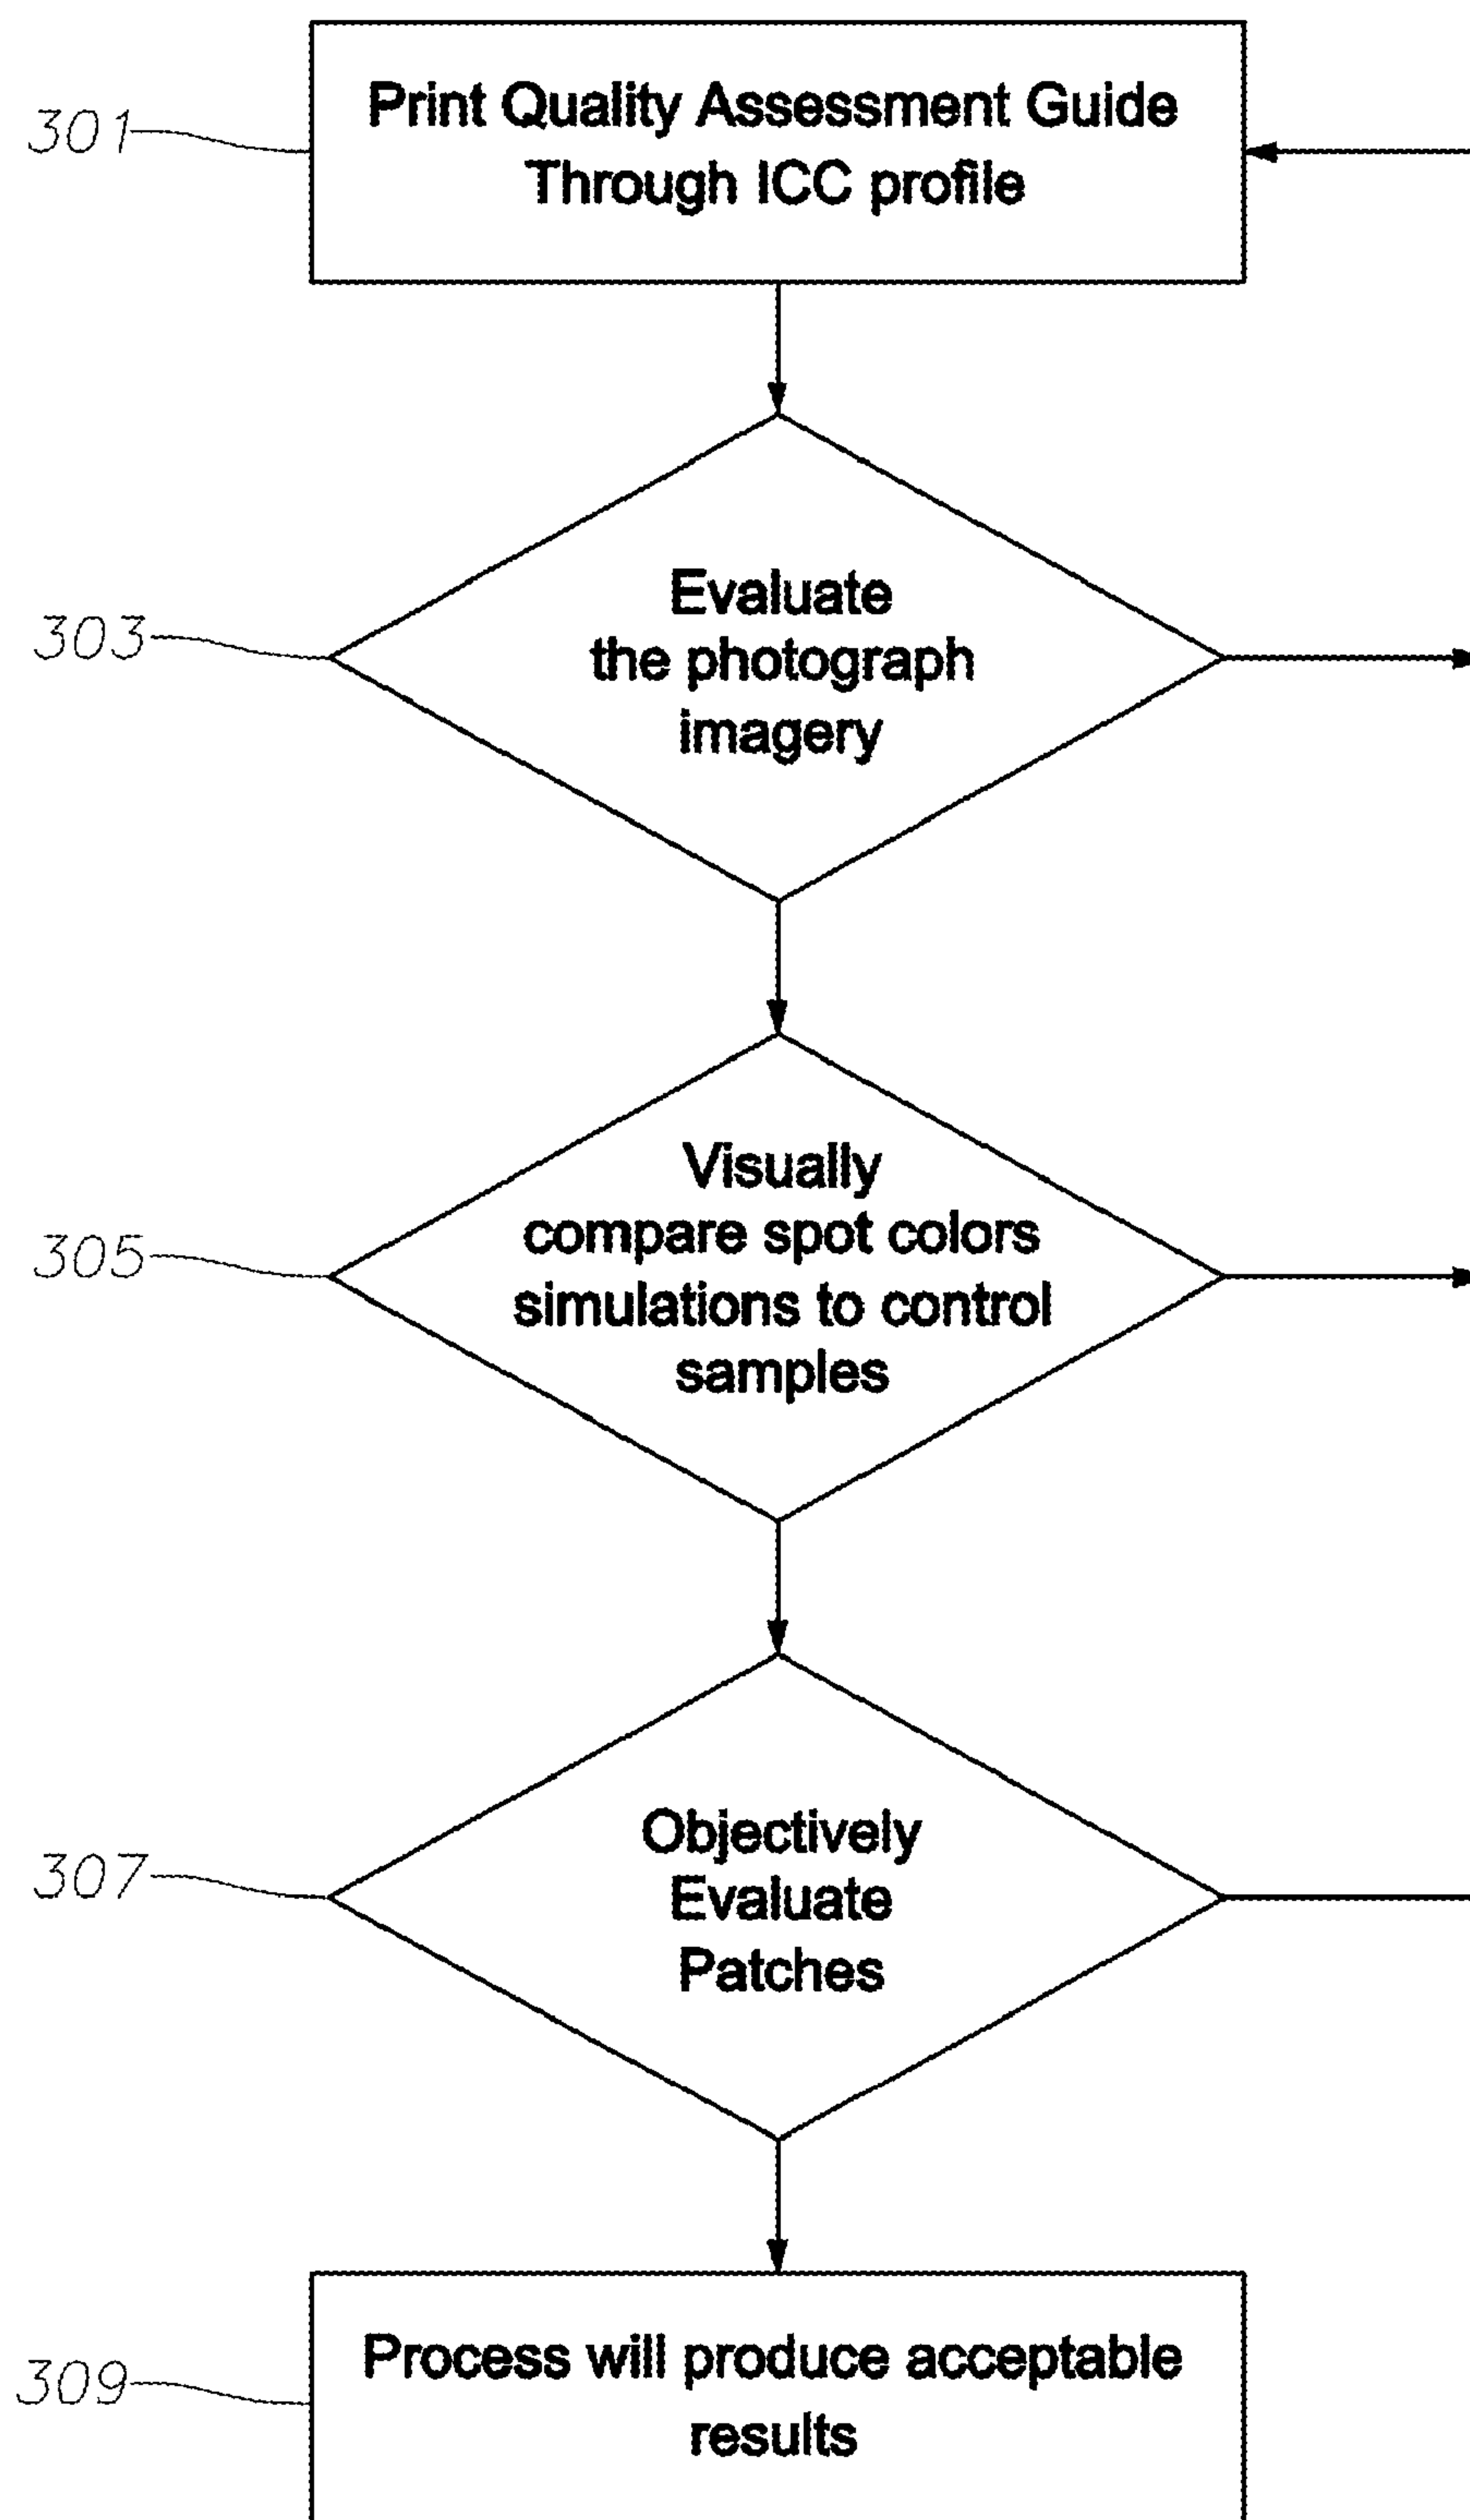 301
Print Quality Assessment Guide
Through ICC profile
303
Evaluate
the photograph
imagery
305
Visually
compare spot colors
simulations to control
samples
307
Objectively
Evaluate
Patches
309
Process will produce acceptable
results